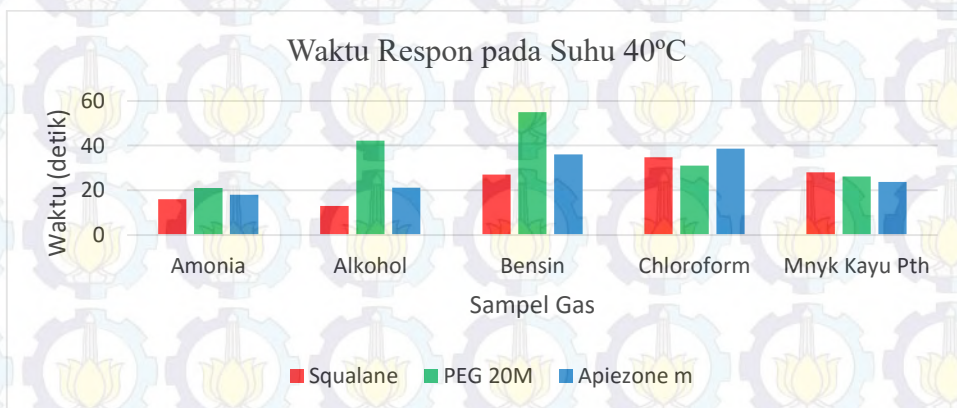 Waktu Respon pada Suhu 40ºC
Waktu (detik)
60
40
20
0
Amonia Alkohol Bensin Chloroform Mnyk Kayu Pth
Sampel Gas
Squalane PEG 20M Apiezone m